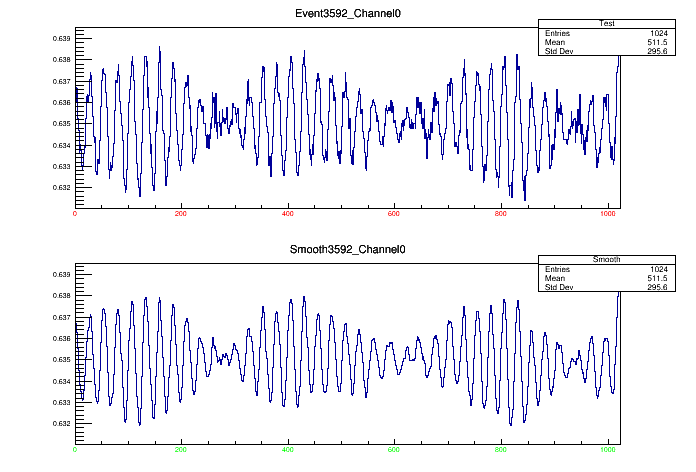 Event3592_Channel0
Test
Entries 1024
Mean 511.5
Std Dev 295.6
0.639
0.638
0.637
0.636
0.635
0.634
0.633
0.632
0 200 400 600 800 1000
Smooth3592_Channel0
Smooth
Entries 1024
Mean 511.5
Std Dev 295.6
0.639
0.638
0.637
0.636
0.635
0.634
0.633
0.632
0 200 400 600 800 1000